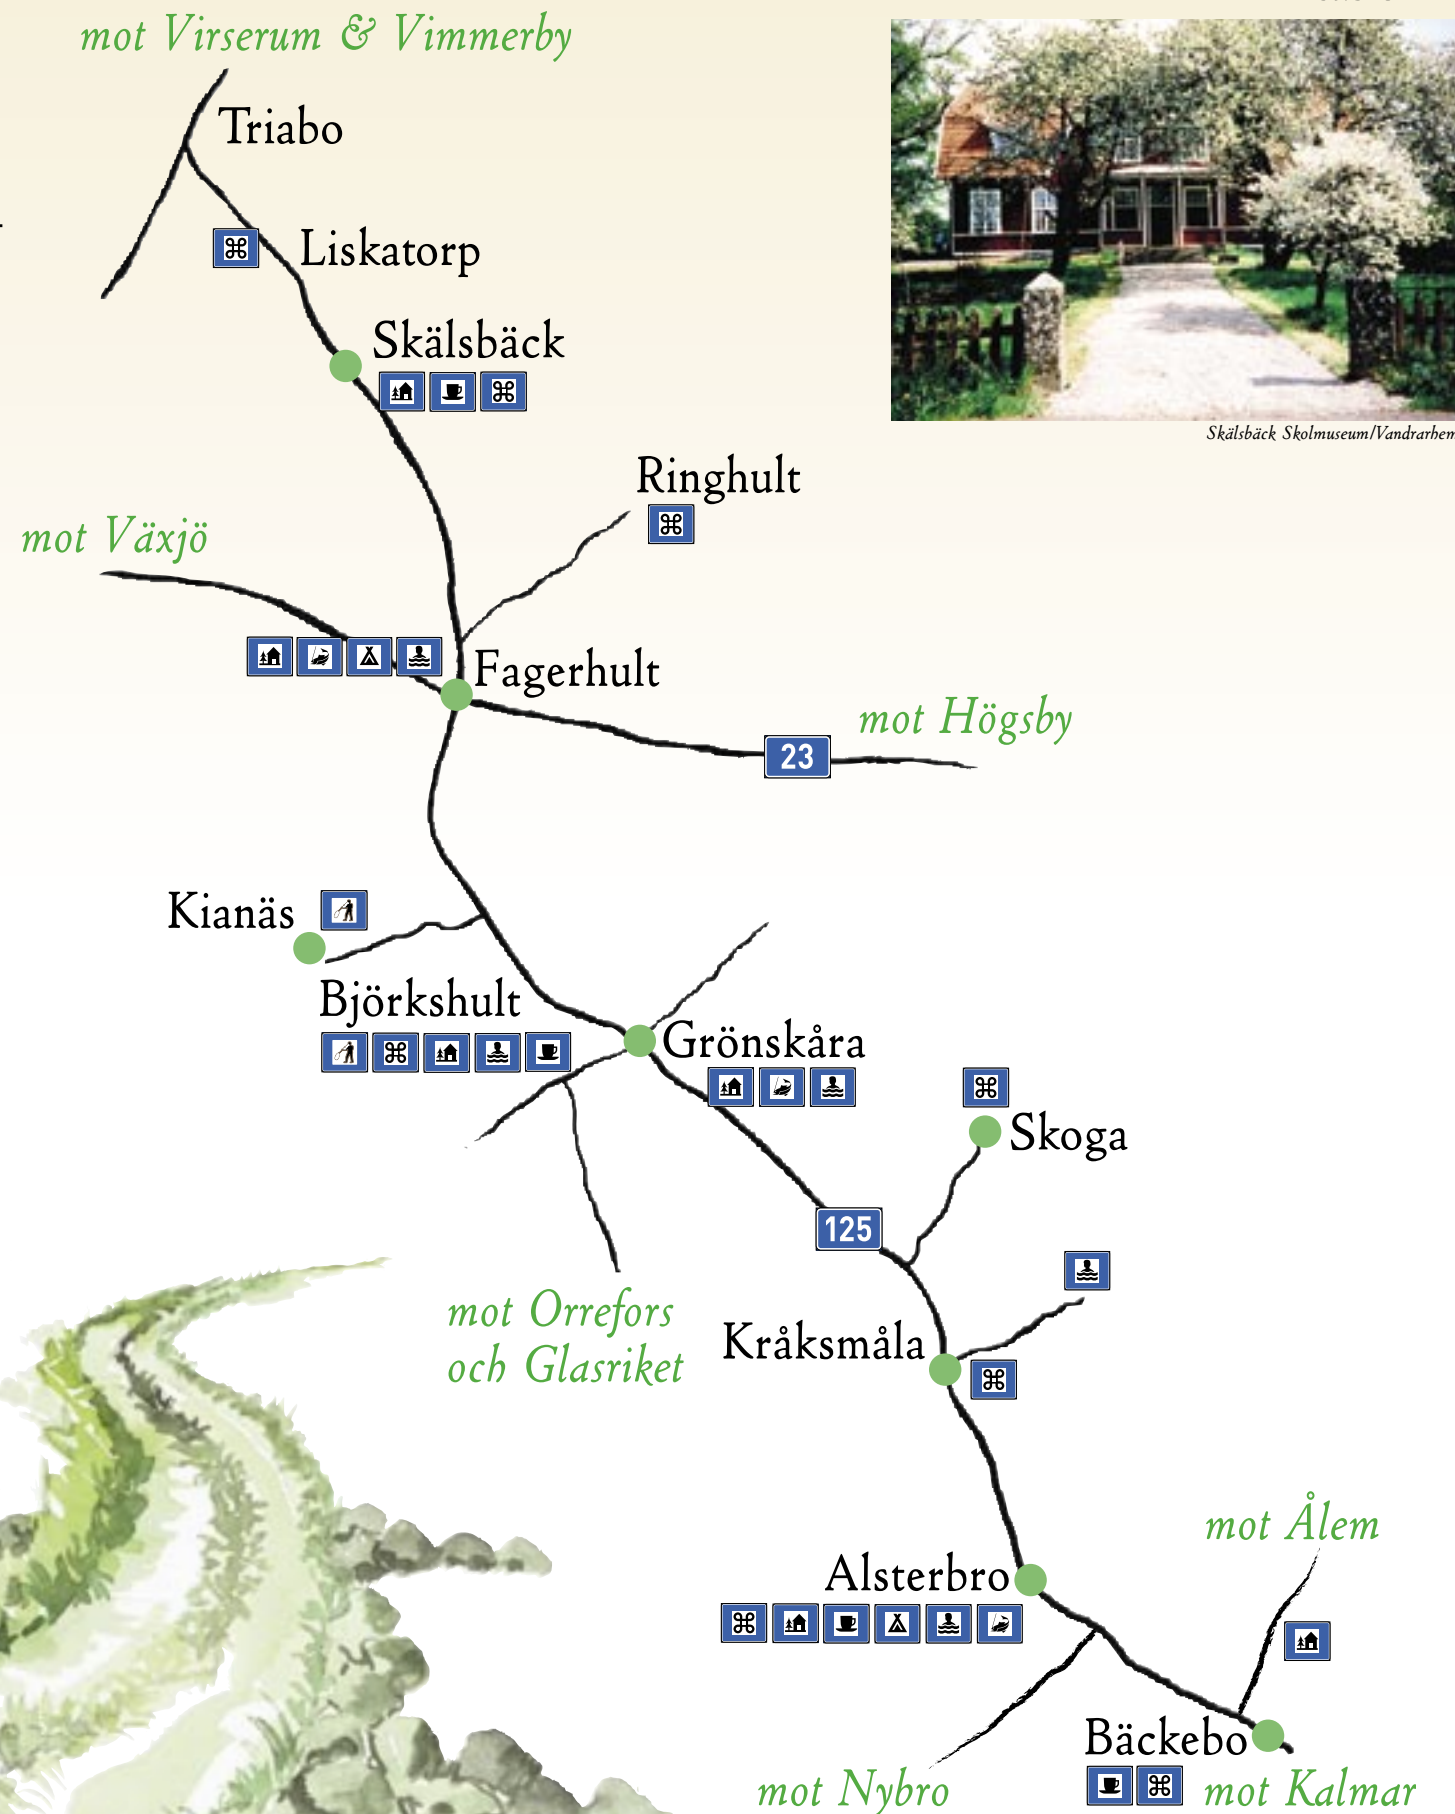 mot Virserum & Vimmerby
Triabo
Liskatorp
Skälsbäck
Skälsbäck Skolmuseum/Vandrarhem
Ringhult
mot Växjö
Fagerhult
mot Högsby
23
Kianäs
Björkshult
Grönskåra
Skoga
125
mot Orrefors
och Glasriket
Kråksmåla
mot Ålem
Alsterbro
Bäckebo
mot Nybro
mot Kalmar